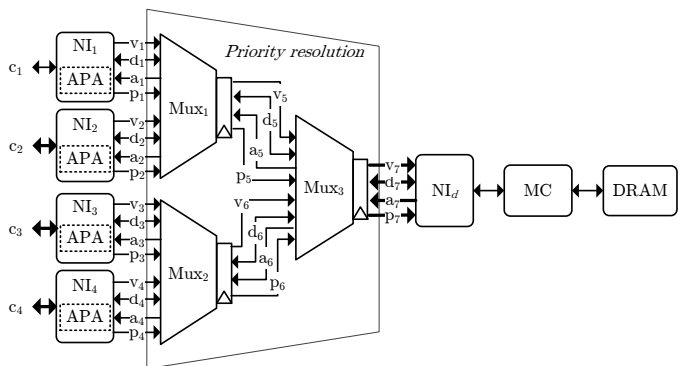 Priority resolution
c1
NI1
APA
v1
d1
a1
p1
c2
NI2
APA
v2
d2
a2
p2
Mux1
c3
NI3
APA
v3
d3
a3
p3
c4
NI4
APA
v4
d4
a4
p4
Mux2
v5
d5
a5
p5
v6
d6
a6
p6
Mux3
v7
d7
a7
p7
NId
MC
DRAM